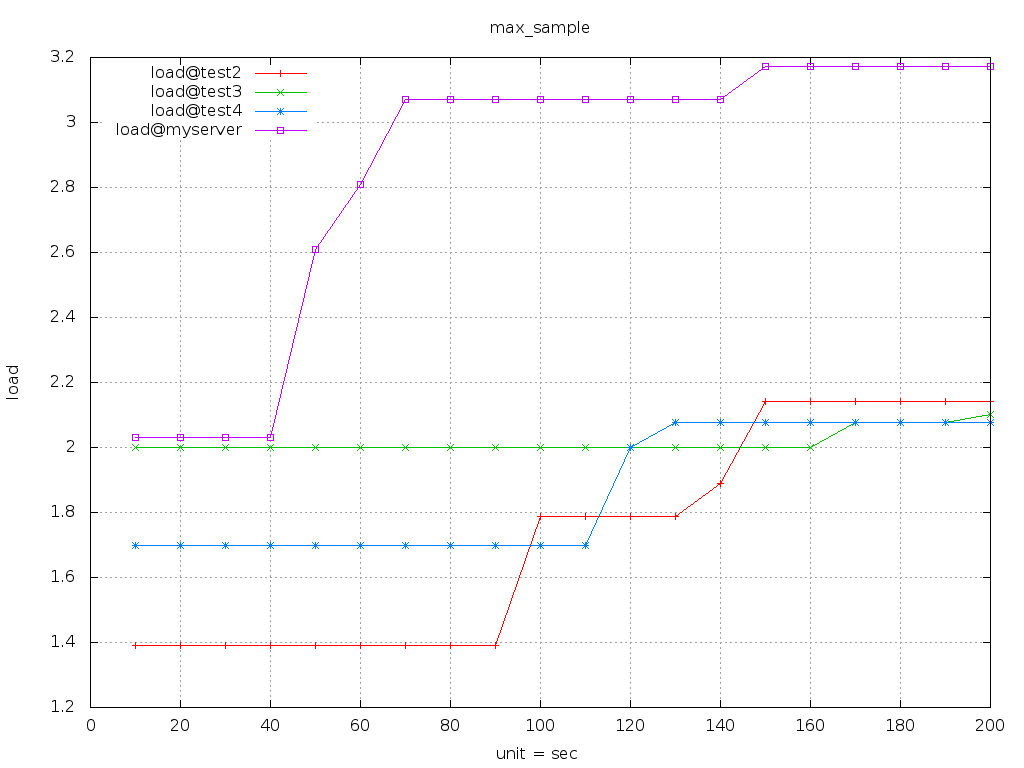 max_sample
load@test2
load@test3
load@test4
load@myserver
3.2
3
2.8
2.6
2.4
2.2
2
1.8
1.6
1.4
1.2
load
0 20 40 60 80 100 120 140 160 180 200
unit = sec